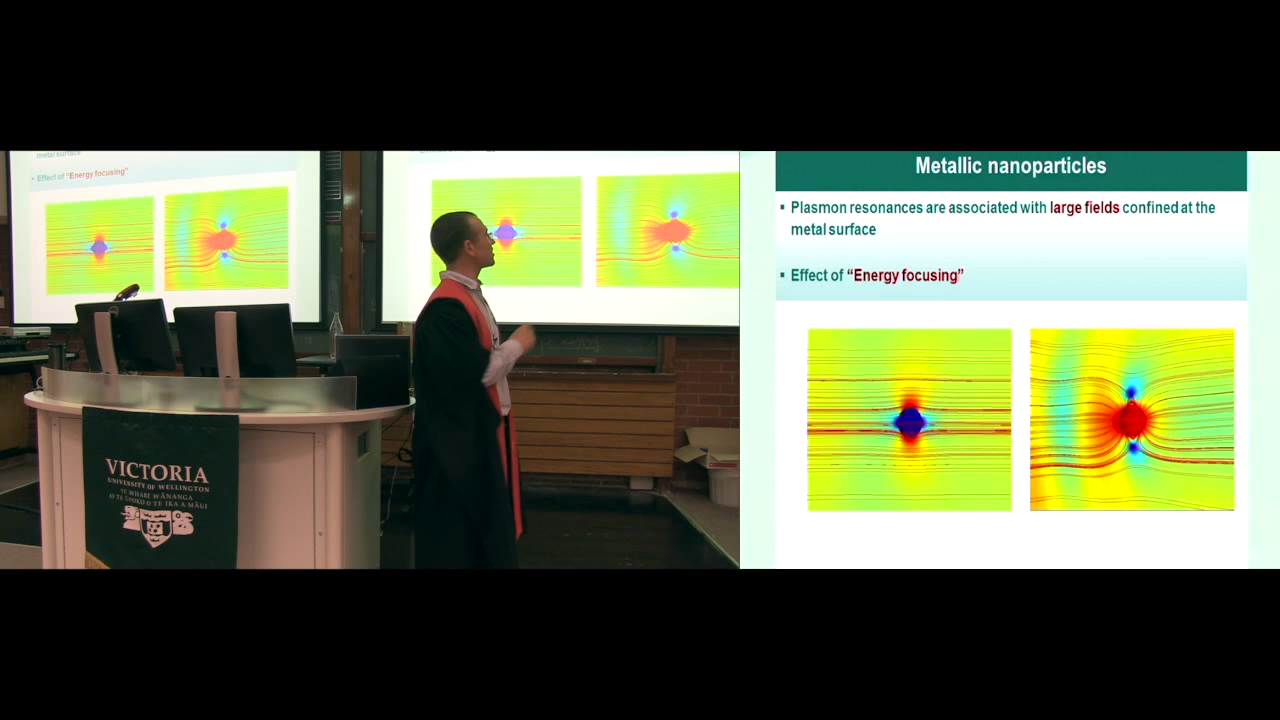 metal surface
▪ Effect of “Energy focusing”
VICTORIA
UNIVERSITY OF WELLINGTON
TE WHARE WĀNANGA
O TE ŪPOKO O TE IKA A MĀUI
Metallic nanoparticles
▪ Plasmon resonances are associated with large fields confined at the
metal surface
▪ Effect of “Energy focusing”